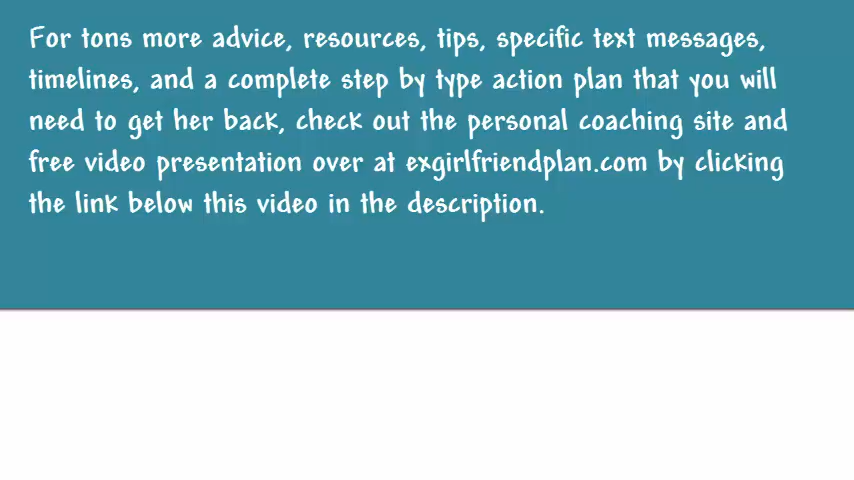 For tons more advice, resources, tips, specific text messages,
timelines, and a complete step by type action plan that you will
need to get her back, check out the personal coaching site and
free video presentation over at exgirlfriendplan.com by clicking
the link below this video in the description.